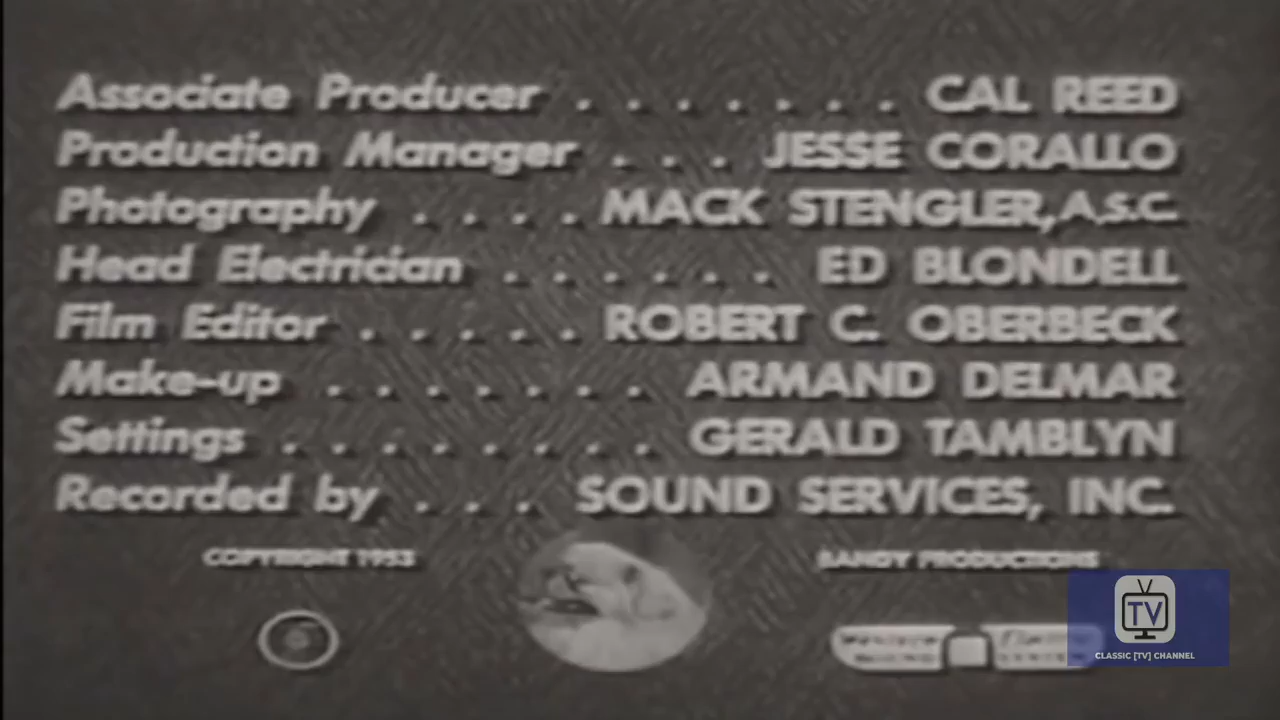 Associate Producer . . . . . . . CAL REED
Production Manager . . . JESSE CORALLO
Photography . . . . MACK STENGLER, A.S.C.
Head Electrician . . . . . . ED BLONDELL
Film Editor . . . . . ROBERT C. OBERBECK
Make-up . . . . . . . ARMAND DELMAR
Settings . . . . . . . . GERALD TAMBLYN
Recorded by . . . SOUND SERVICES, INC.
COPYRIGHT 1953
BANDY PRODUCTIONS
TV
CLASSIC [TV] CHANNEL